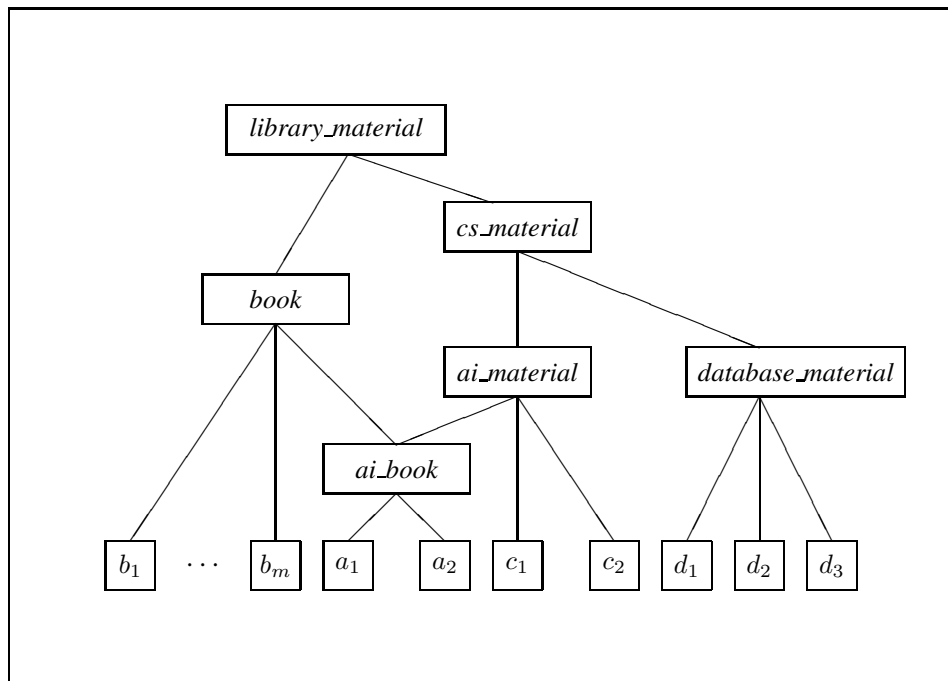 library_material
cs_material
book
ai_material
database_material
ai_book
b₁ ··· bₘ a₁ a₂ c₁ c₂ d₁ d₂ d₃